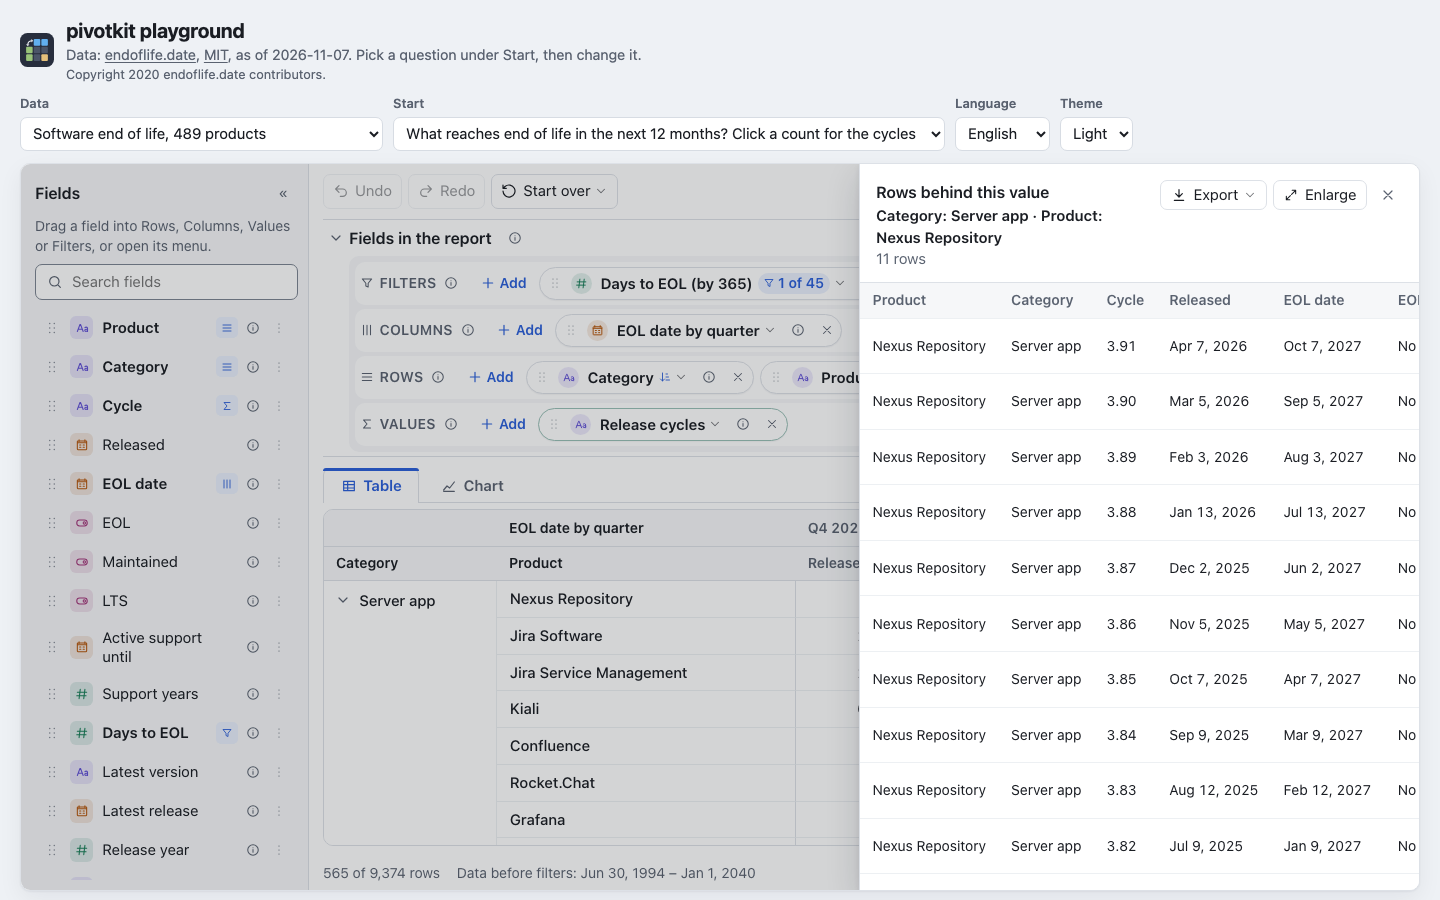 pivotkit playground
Data: endoflife.date, MIT, as of 2026-11-07. Pick a question under Start, then change it.
Copyright 2020 endoflife.date contributors.
Data
Start
Language
Theme
Software end of life, 489 products
What reaches end of life in the next 12 months? Click a count for the cycles
English
Light
Fields
«
Drag a field into Rows, Columns, Values
or Filters, or open its menu.
Search fields
Aa Product
Aa Category
Aa Cycle Σ
Released
EOL date
EOL
Maintained
LTS
Active support
until
# Support years
# Days to EOL
Aa Latest version
Latest release
# Release year
Undo
Redo
Start over
Fields in the report
FILTERS + Add # Days to EOL (by 365) 1 of 45
COLUMNS + Add EOL date by quarter
ROWS + Add Aa Category Aa Produ
Σ VALUES + Add Aa Release cycles
Table
Chart
EOL date by quarter Q4 202
Category Product Release
Server app
Nexus Repository
Jira Software
Jira Service Management
Kiali
Confluence
Rocket.Chat
Grafana
565 of 9,374 rows Data before filters: Jun 30, 1994 – Jan 1, 2040
Rows behind this value
Category: Server app · Product:
Nexus Repository
11 rows
Export
Enlarge
Product Category Cycle Released EOL date EOL
Nexus Repository Server app 3.91 Apr 7, 2026 Oct 7, 2027 No
Nexus Repository Server app 3.90 Mar 5, 2026 Sep 5, 2027 No
Nexus Repository Server app 3.89 Feb 3, 2026 Aug 3, 2027 No
Nexus Repository Server app 3.88 Jan 13, 2026 Jul 13, 2027 No
Nexus Repository Server app 3.87 Dec 2, 2025 Jun 2, 2027 No
Nexus Repository Server app 3.86 Nov 5, 2025 May 5, 2027 No
Nexus Repository Server app 3.85 Oct 7, 2025 Apr 7, 2027 No
Nexus Repository Server app 3.84 Sep 9, 2025 Mar 9, 2027 No
Nexus Repository Server app 3.83 Aug 12, 2025 Feb 12, 2027 No
Nexus Repository Server app 3.82 Jul 9, 2025 Jan 9, 2027 No